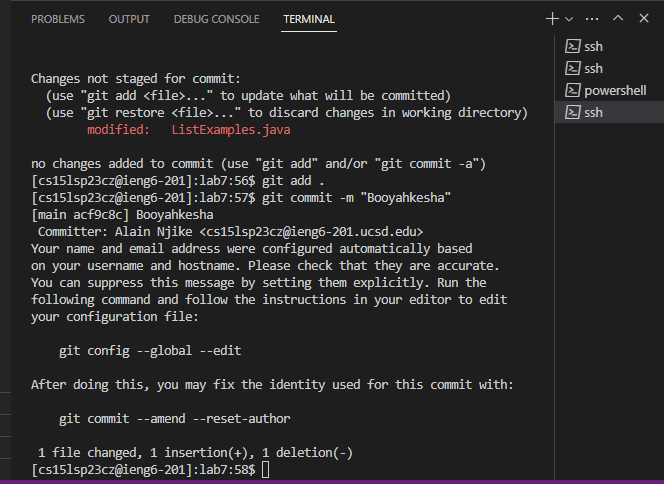 PROBLEMS OUTPUT DEBUG CONSOLE TERMINAL
Changes not staged for commit:
(use "git add <file>..." to update what will be committed)
(use "git restore <file>..." to discard changes in working directory)
modified: ListExamples.java
no changes added to commit (use "git add" and/or "git commit -a")
[cs15lsp23cz@ieng6-201]:lab7:56$ git add .
[cs15lsp23cz@ieng6-201]:lab7:57$ git commit -m "Booyahkesha"
[main acf9c8c] Booyahkesha
Committer: Alain Njike <cs15lsp23cz@ieng6-201.ucsd.edu>
Your name and email address were configured automatically based
on your username and hostname. Please check that they are accurate.
You can suppress this message by setting them explicitly. Run the
following command and follow the instructions in your editor to edit
your configuration file:
git config --global --edit
After doing this, you may fix the identity used for this commit with:
git commit --amend --reset-author
1 file changed, 1 insertion(+), 1 deletion(-)
[cs15lsp23cz@ieng6-201]:lab7:58$
ssh
ssh
powershell
ssh